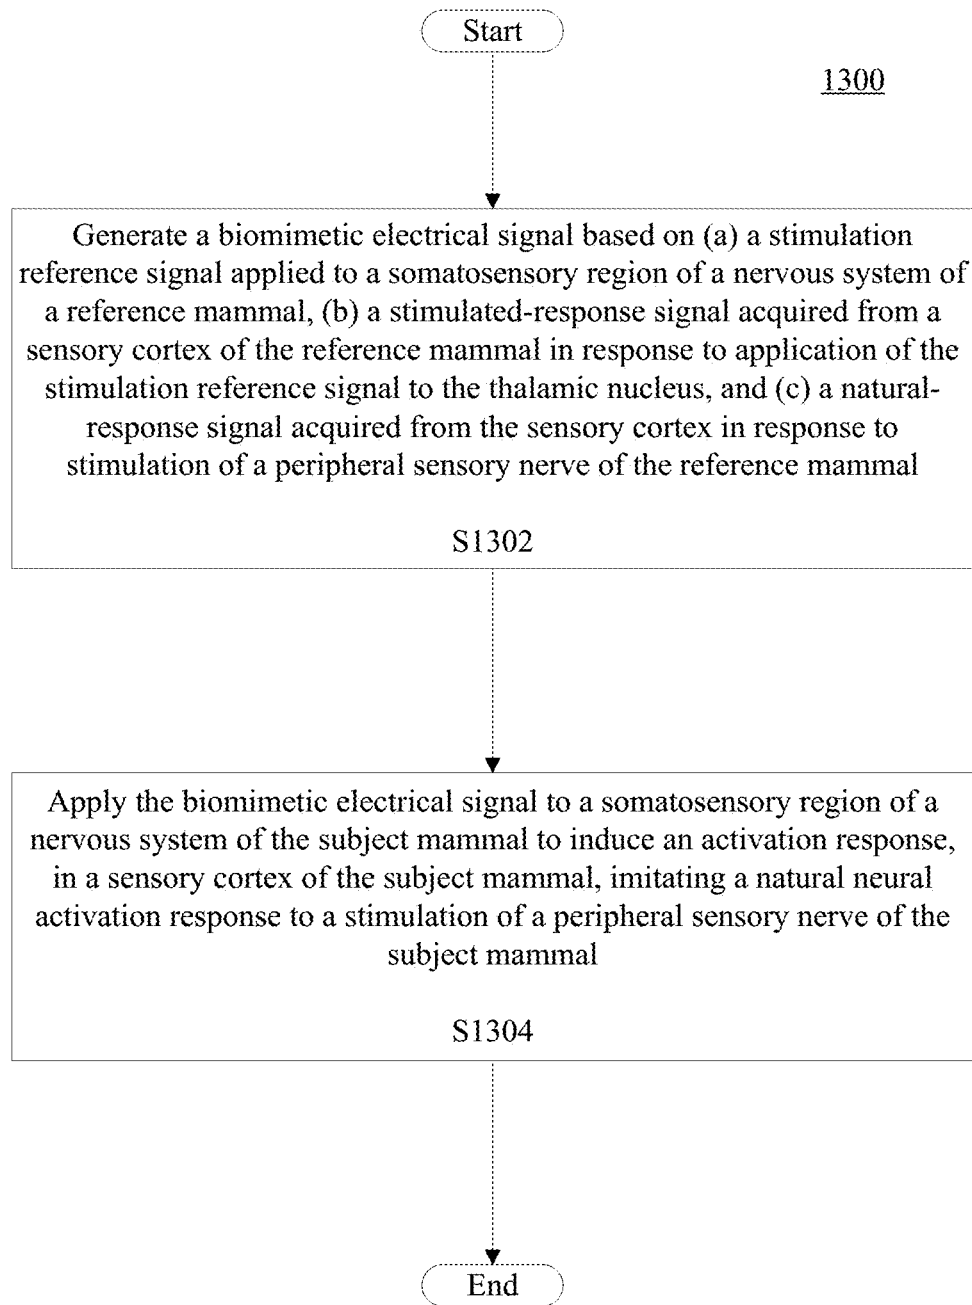 Start
1300
Generate a biomimetic electrical signal based on (a) a stimulation
reference signal applied to a somatosensory region of a nervous system of
a reference mammal, (b) a stimulated-response signal acquired from a
sensory cortex of the reference mammal in response to application of the
stimulation reference signal to the thalamic nucleus, and (c) a natural-
response signal acquired from the sensory cortex in response to
stimulation of a peripheral sensory nerve of the reference mammal
S1302
Apply the biomimetic electrical signal to a somatosensory region of a
nervous system of the subject mammal to induce an activation response,
in a sensory cortex of the subject mammal, imitating a natural neural
activation response to a stimulation of a peripheral sensory nerve of the
subject mammal
S1304
End